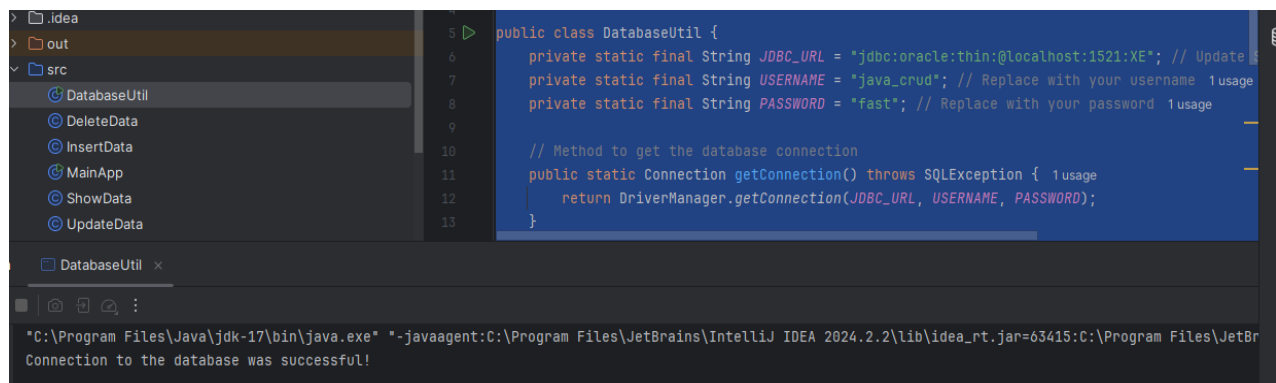 .idea
out
src
DatabaseUtil
DeleteData
InsertData
MainApp
ShowData
UpdateData
5 public class DatabaseUtil {
6 private static final String JDBC_URL = "jdbc:oracle:thin:@localhost:1521:XE"; // Update
7 private static final String USERNAME = "java_crud"; // Replace with your username 1 usage
8 private static final String PASSWORD = "fast"; // Replace with your password 1 usage
9
10 // Method to get the database connection
11 public static Connection getConnection() throws SQLException { 1 usage
12 return DriverManager.getConnection(JDBC_URL, USERNAME, PASSWORD);
13 }
DatabaseUtil ×
"C:\Program Files\Java\jdk-17\bin\java.exe" "-javaagent:C:\Program Files\JetBrains\IntelliJ IDEA 2024.2.2\lib\idea_rt.jar=63415:C:\Program Files\JetBr
Connection to the database was successful!